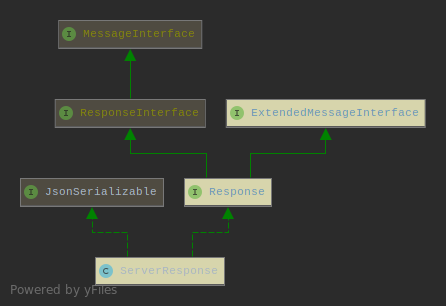 I MessageInterface
I ResponseInterface
I ExtendedMessageInterface
I JsonSerializable
I Response
C ServerResponse
Powered by yFiles